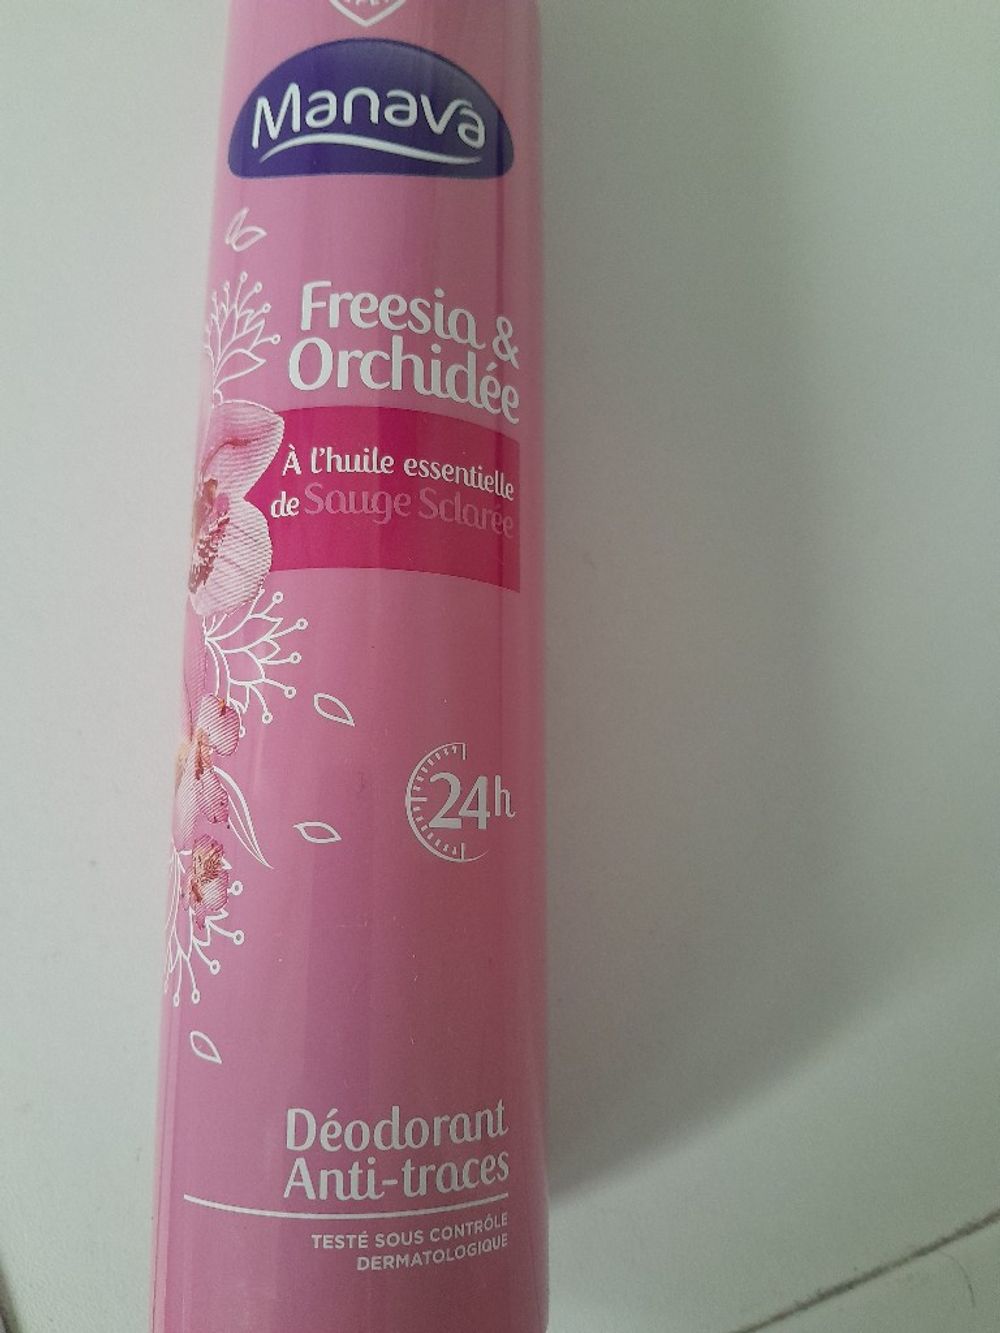 Manava
Freesia &
Orchidée
À l'huile essentielle
de Sauge Sclarée
24h
Déodorant
Anti-traces
TESTÉ SOUS CONTRÔLE
DERMATOLOGIQUE